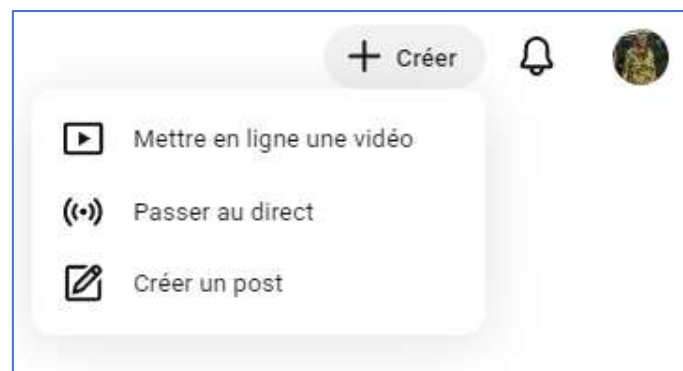 Créer
Mettre en ligne une vidéo
Passer au direct
Créer un post